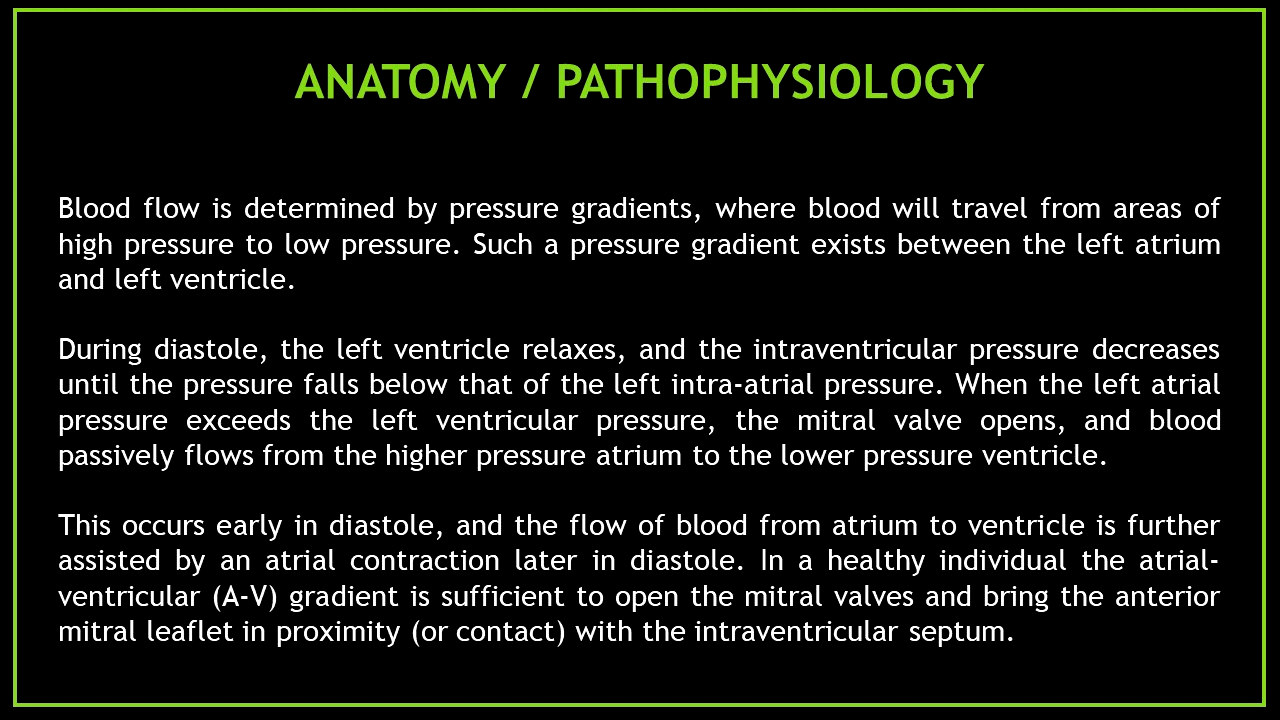 ANATOMY / PATHOPHYSIOLOGY
Blood flow is determined by pressure gradients, where blood will travel from areas of
high pressure to low pressure. Such a pressure gradient exists between the left atrium
and left ventricle.
During diastole, the left ventricle relaxes, and the intraventricular pressure decreases
until the pressure falls below that of the left intra-atrial pressure. When the left atrial
pressure exceeds the left ventricular pressure, the mitral valve opens, and blood
passively flows from the higher pressure atrium to the lower pressure ventricle.
This occurs early in diastole, and the flow of blood from atrium to ventricle is further
assisted by an atrial contraction later in diastole. In a healthy individual the atrial-
ventricular (A-V) gradient is sufficient to open the mitral valves and bring the anterior
mitral leaflet in proximity (or contact) with the intraventricular septum.